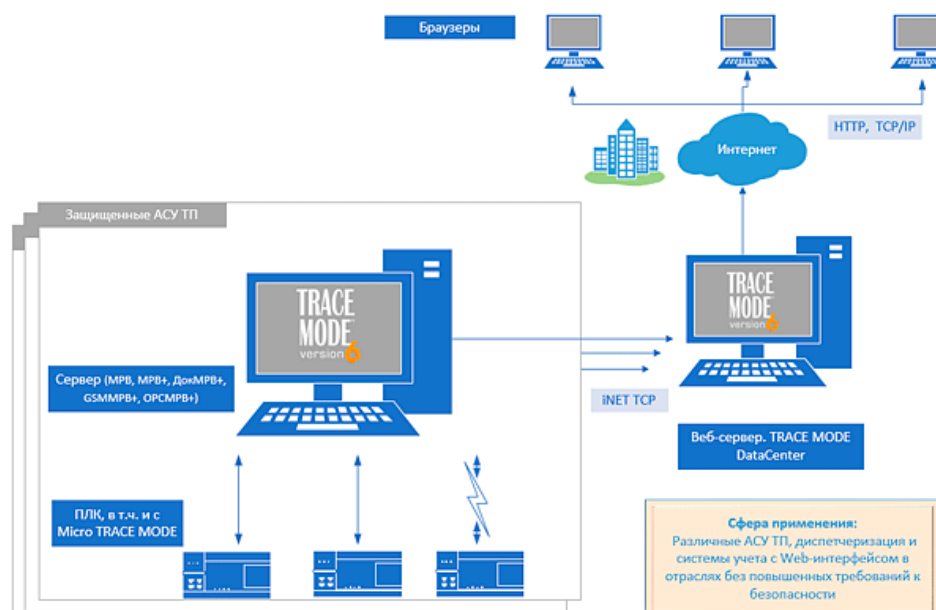 Браузеры
HTTP, TCP/IP
Интернет
Защищенные АСУ ТП
TRACE
MODE
version 6
TRACE
MODE
version 6
Сервер (МРВ, МРВ+, ДокМРВ+,
GSMМРВ+, ОРСМРВ+)
iNET TCP
Веб-сервер. TRACE MODE
DataCenter
ПЛК, в т.ч. и с
Micro TRACE MODE
Сфера применения:
Различные АСУ ТП, диспетчеризация и
системы учета с Web-интерфейсом в
отраслях без повышенных требований к
безопасности